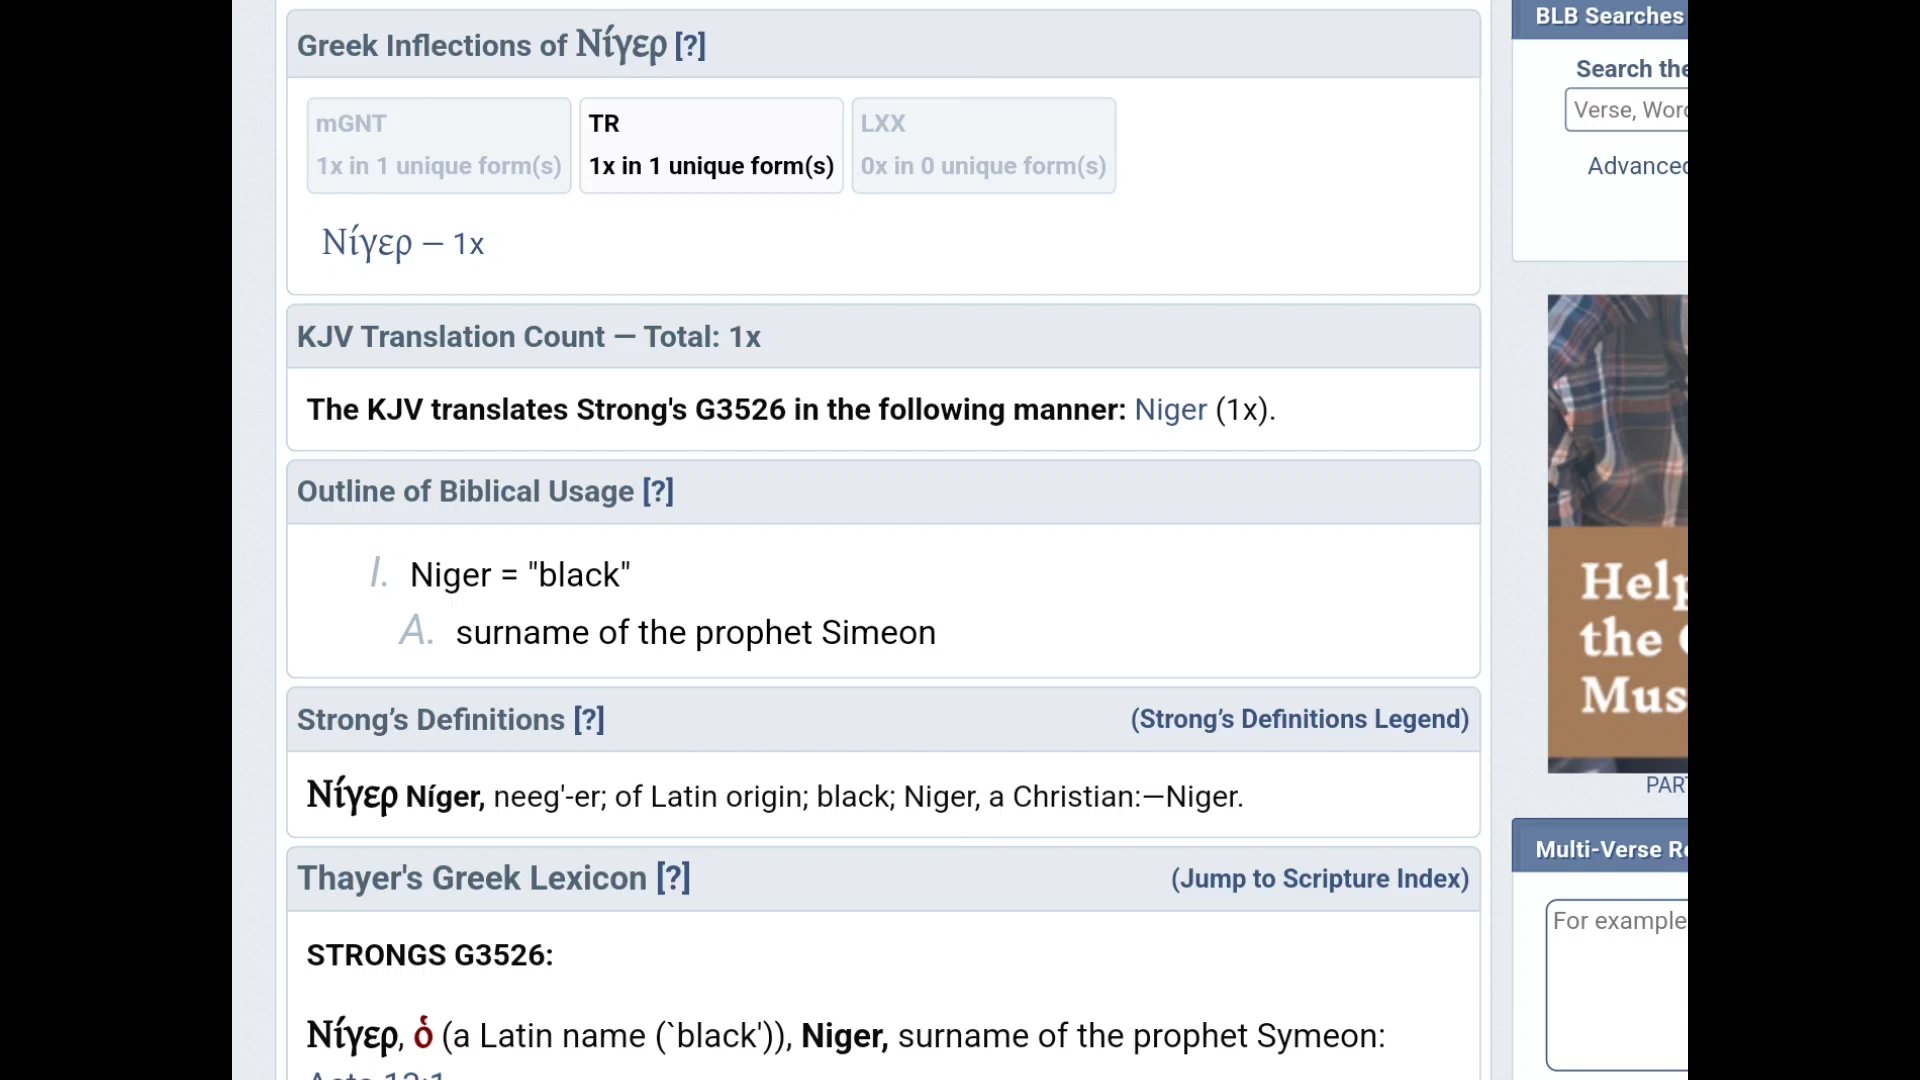 Greek Inflections of Νίγερ [?]
mGNT
1x in 1 unique form(s)
TR
1x in 1 unique form(s)
LXX
0x in 0 unique form(s)
Νίγερ — 1x
KJV Translation Count — Total: 1x
The KJV translates Strong's G3526 in the following manner: Niger (1x).
Outline of Biblical Usage [?]
I. Niger = "black"
A. surname of the prophet Simeon
Strong’s Definitions [?]
(Strong’s Definitions Legend)
Νίγερ Níger, neeg'-er; of Latin origin; black; Niger, a Christian:—Niger.
Thayer's Greek Lexicon [?]
(Jump to Scripture Index)
STRONGS G3526:
Νίγερ, ὁ (a Latin name (`black')), Niger, surname of the prophet Symeon:
BLB Searches
Search the
Verse, Word
Advanced
Help
the
Mus
PART
Multi-Verse R
For example